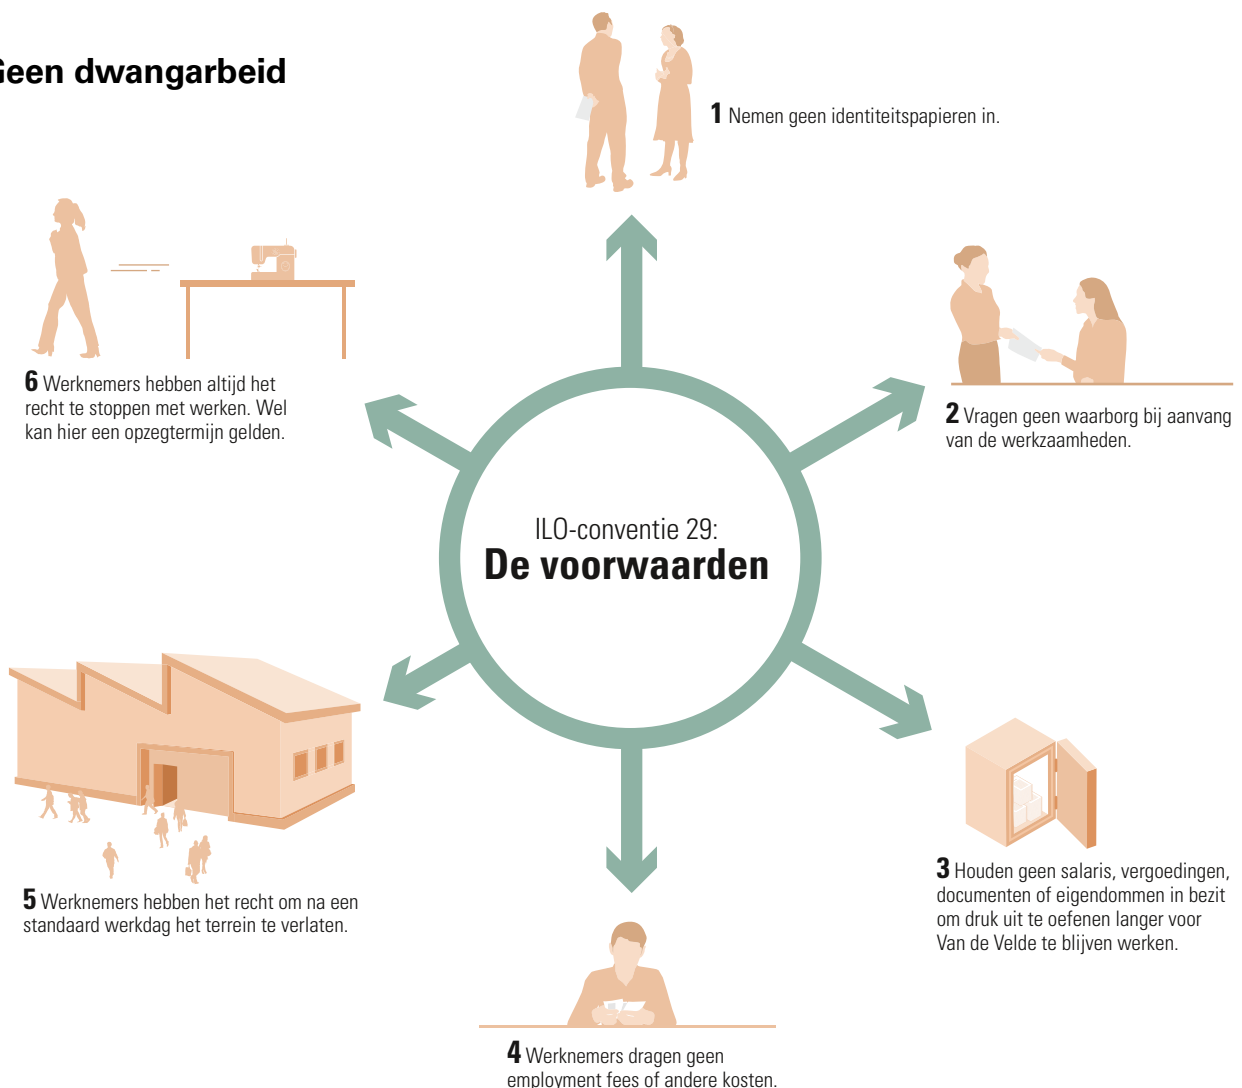 Geen dwangarbeid
1 Nemen geen identiteitspapieren in.
2 Vragen geen waarborg bij aanvang
van de werkzaamheden.
3 Houden geen salaris, vergoedingen,
documenten of eigendommen in bezit
om druk uit te oefenen langer voor
Van de Velde te blijven werken.
4 Werknemers dragen geen
employment fees of andere kosten.
5 Werknemers hebben het recht om na een
standaard werkdag het terrein te verlaten.
6 Werknemers hebben altijd het
recht te stoppen met werken. Wel
kan hier een opzegtermijn gelden.
ILO-conventie 29:
De voorwaarden